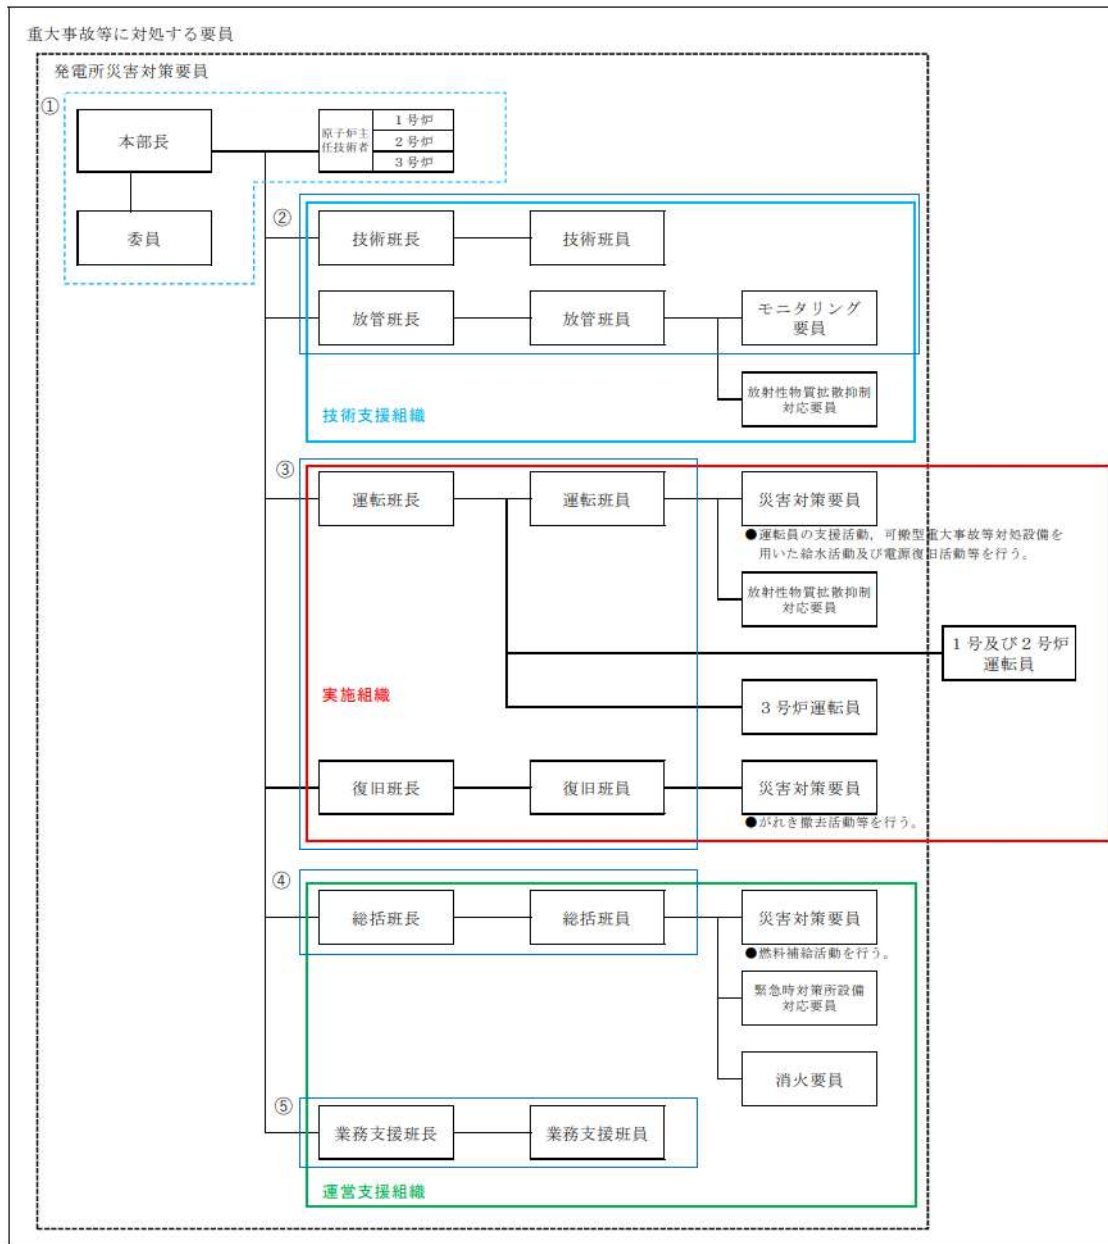 重大事故等に対処する要員
発電所災害対策要員
①
本部長
原子炉主
任技術者
１号炉
２号炉
３号炉
委員
②
技術班長
技術班員
放管班長
放管班員
モニタリング
要員
放射性物質拡散抑制
対応要員
技術支援組織
③
運転班長
運転班員
災害対策要員
●運転員の支援活動，可搬型重大事故等対処設備を
用いた給水活動及び電源復旧活動等を行う。
放射性物質拡散抑制
対応要員
１号及び２号炉
運転員
実施組織
３号炉運転員
復旧班長
復旧班員
災害対策要員
●がれき撤去活動等を行う。
④
総括班長
総括班員
災害対策要員
●燃料補給活動を行う。
緊急時対策所設備
対応要員
消火要員
⑤
業務支援班長
業務支援班員
運営支援組織